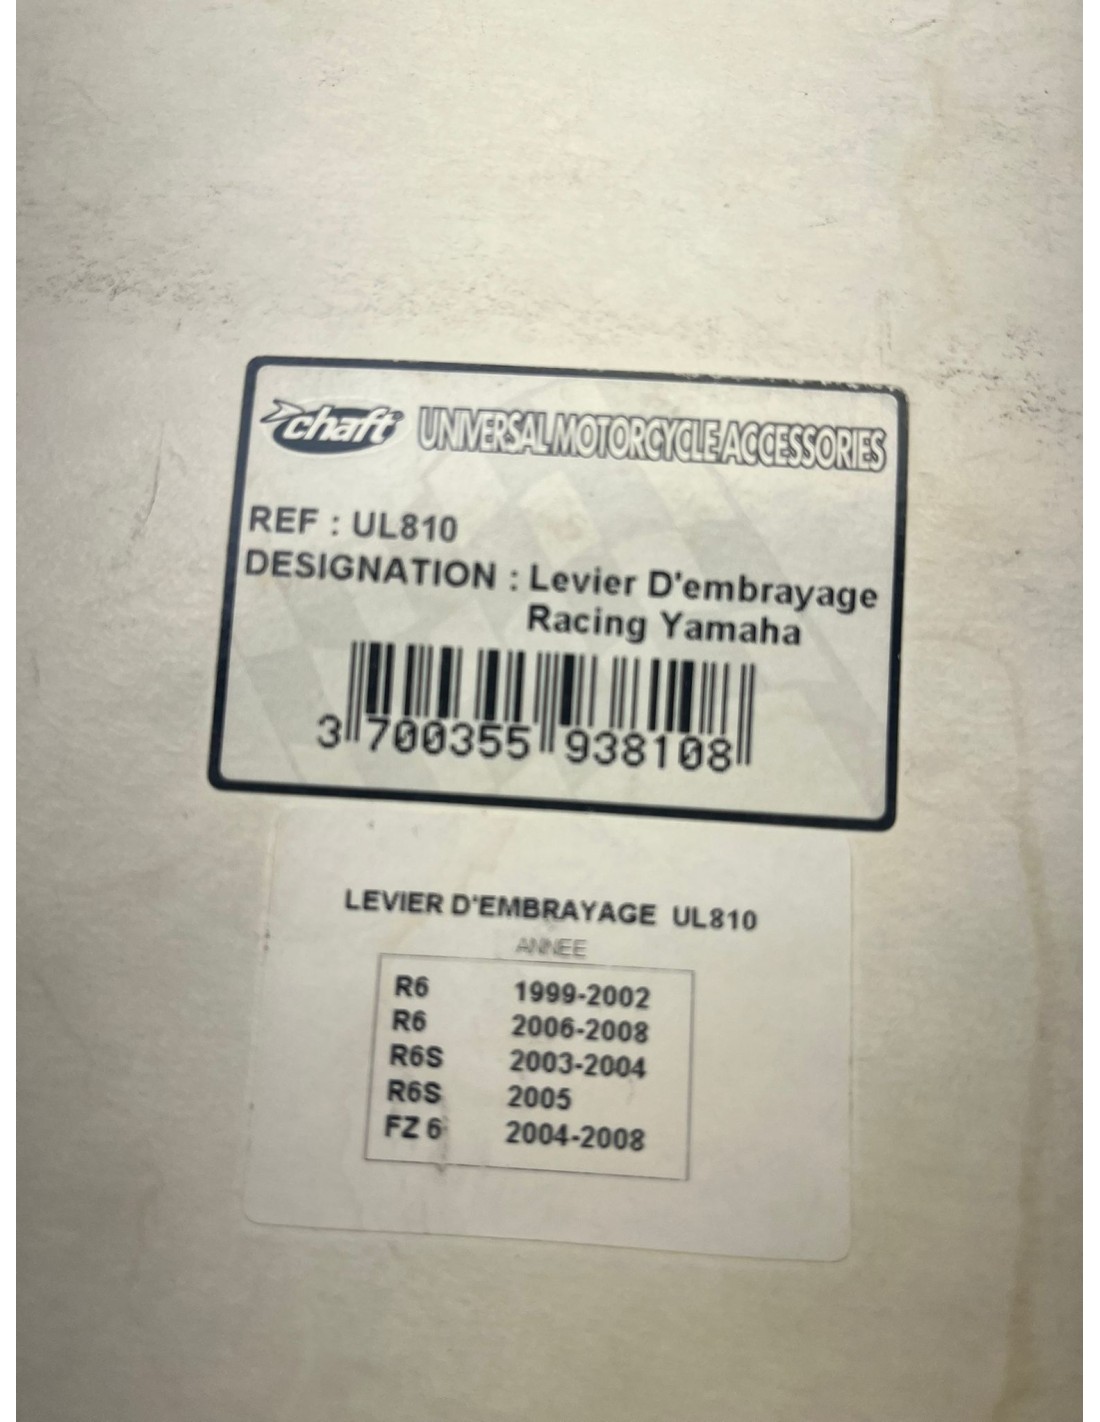 chaft UNIVERSAL MOTORCYCLE ACCESSORIES
REF : UL810
DESIGNATION : Levier D'embrayage
Racing Yamaha
3 700355 938108
LEVIER D'EMBRAYAGE UL810
ANNEE
R6 1999-2002
R6 2006-2008
R6S 2003-2004
R6S 2005
FZ 6 2004-2008